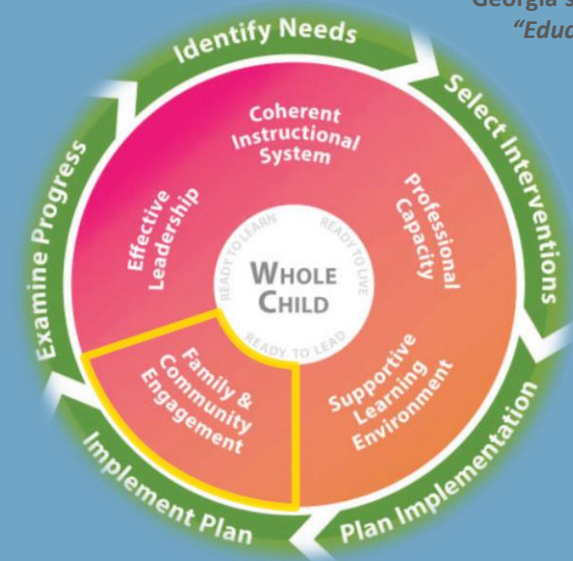 Georgia's
"Educ
Identify Needs
Select Interventions
Plan Implementation
Implement Plan
Examine Progress
Coherent
Instructional
System
Professional
Capacity
Supportive
Learning
Environment
Family &
Community
Engagement
Effective
Leadership
READY TO LEARN
READY TO LIVE
READY TO LEAD
WHOLE
CHILD